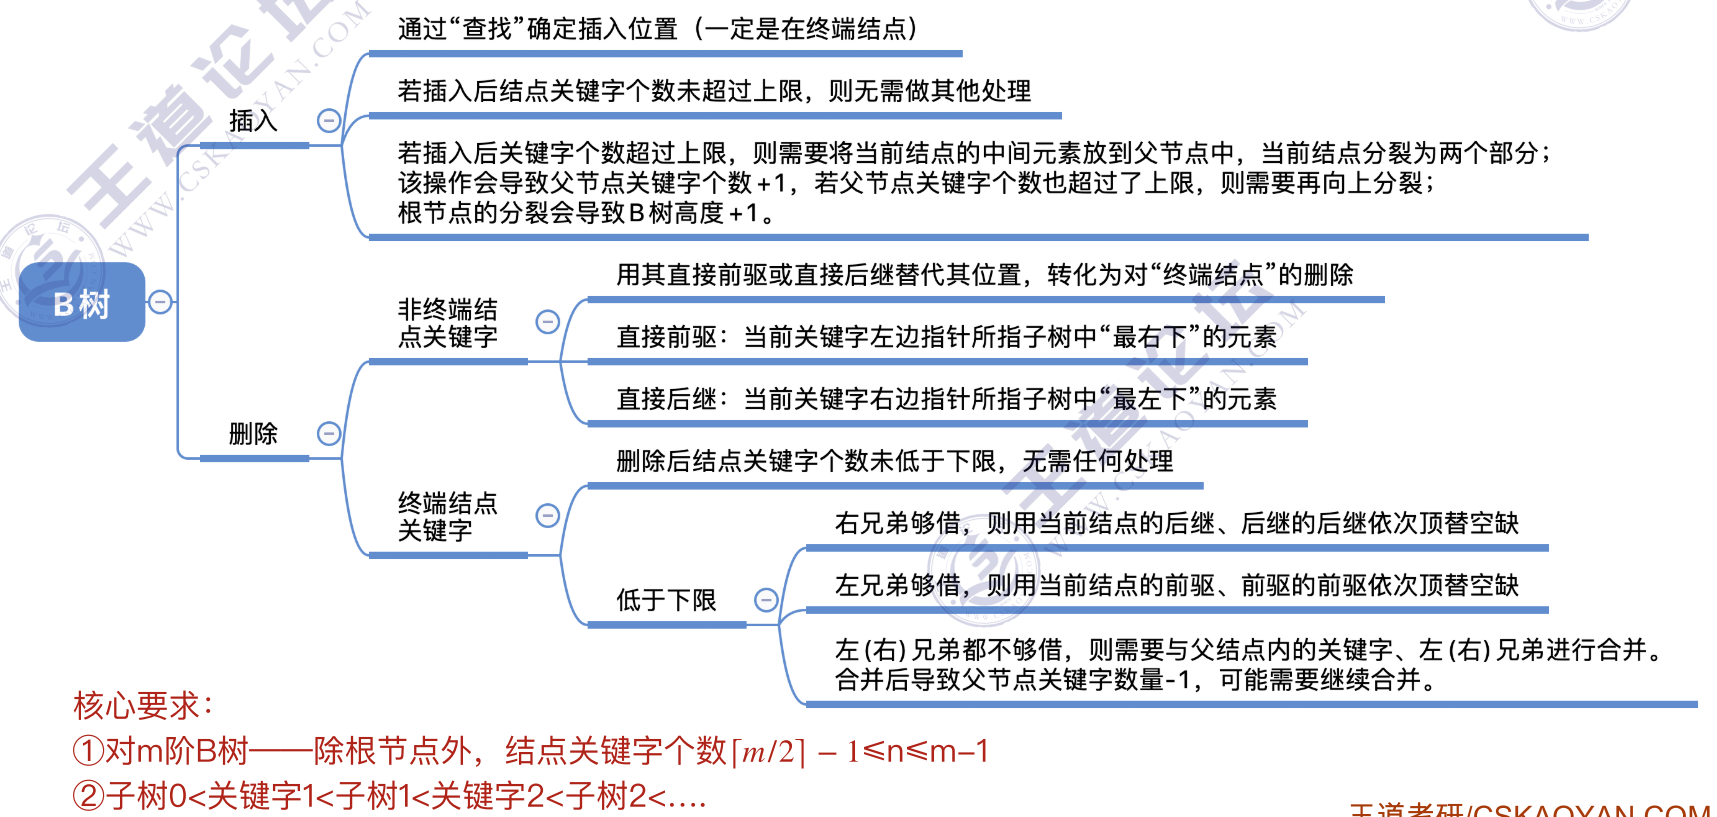 通过“查找”确定插入位置（一定是在终端结点）
若插入后结点关键字个数未超过上限，则无需做其他处理
插入
若插入后关键字个数超过上限，则需要将当前结点的中间元素放到父节点中，当前结点分裂为两个部分；
该操作会导致父节点关键字个数+1，若父节点关键字个数也超过了上限，则需要再向上分裂；
根节点的分裂会导致B树高度+1。
B树
用其直接前驱或直接后继替代其位置，转化为对“终端结点”的删除
非终端结
点关键字
直接前驱：当前关键字左边指针所指子树中“最右下”的元素
直接后继：当前关键字右边指针所指子树中“最左下”的元素
删除
删除后结点关键字个数未低于下限，无需任何处理
终端结点
关键字
右兄弟够借，则用当前结点的后继、后继的后继依次顶替空缺
左兄弟够借，则用当前结点的前驱、前驱的前驱依次顶替空缺
低于下限
左(右)兄弟都不够借，则需要与父结点内的关键字、左(右)兄弟进行合并。
合并后导致父节点关键字数量-1，可能需要继续合并。
核心要求：
①对m阶B树——除根节点外，结点关键字个数⌈m/2⌉ − 1≤n≤m−1
②子树0<关键字1<子树1<关键字2<子树2<....
王道考研/CSKAOYAN.COM
王道论坛
WWW.CSKAOYAN.COM
王道论坛
WWW.CSKAOYAN.COM